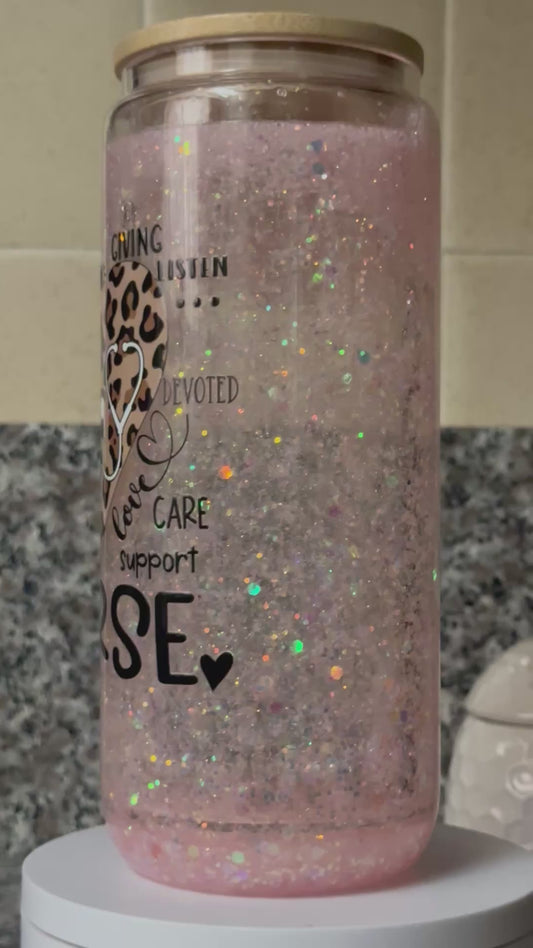 GIVING
LISTEN
...
DEVOTED
love
CARE
support
RSE